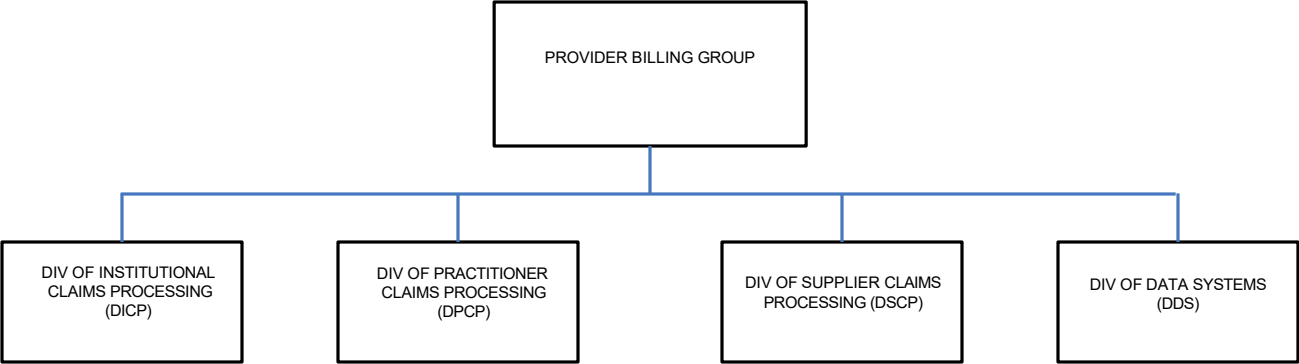 PROVIDER BILLING GROUP
DIV OF INSTITUTIONAL
CLAIMS PROCESSING
(DICP)
DIV OF PRACTITIONER
CLAIMS PROCESSING
(DPCP)
DIV OF SUPPLIER CLAIMS
PROCESSING (DSCP)
DIV OF DATA SYSTEMS
(DDS)